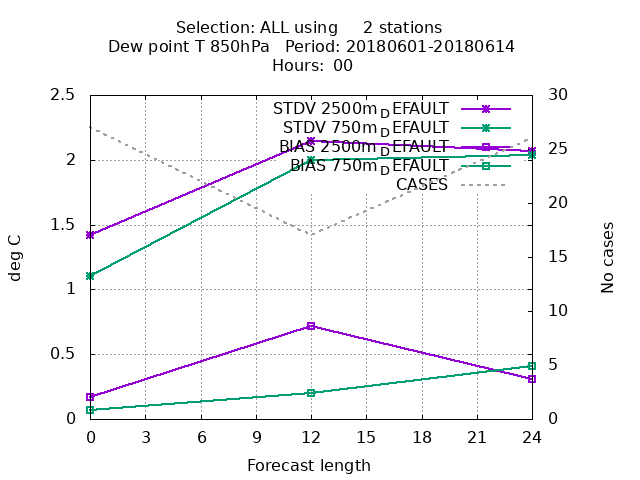 Selection: ALL using 2 stations
Dew point T 850hPa Period: 20180601-20180614
Hours: 00
2.5
2
1.5
1
0.5
0
30
25
20
15
10
5
0
deg C
No cases
STDV 2500m_DEFAULT
STDV 750m_DEFAULT
BIAS 2500m_DEFAULT
BIAS 750m_DEFAULT
CASES
0 3 6 9 12 15 18 21 24
Forecast length